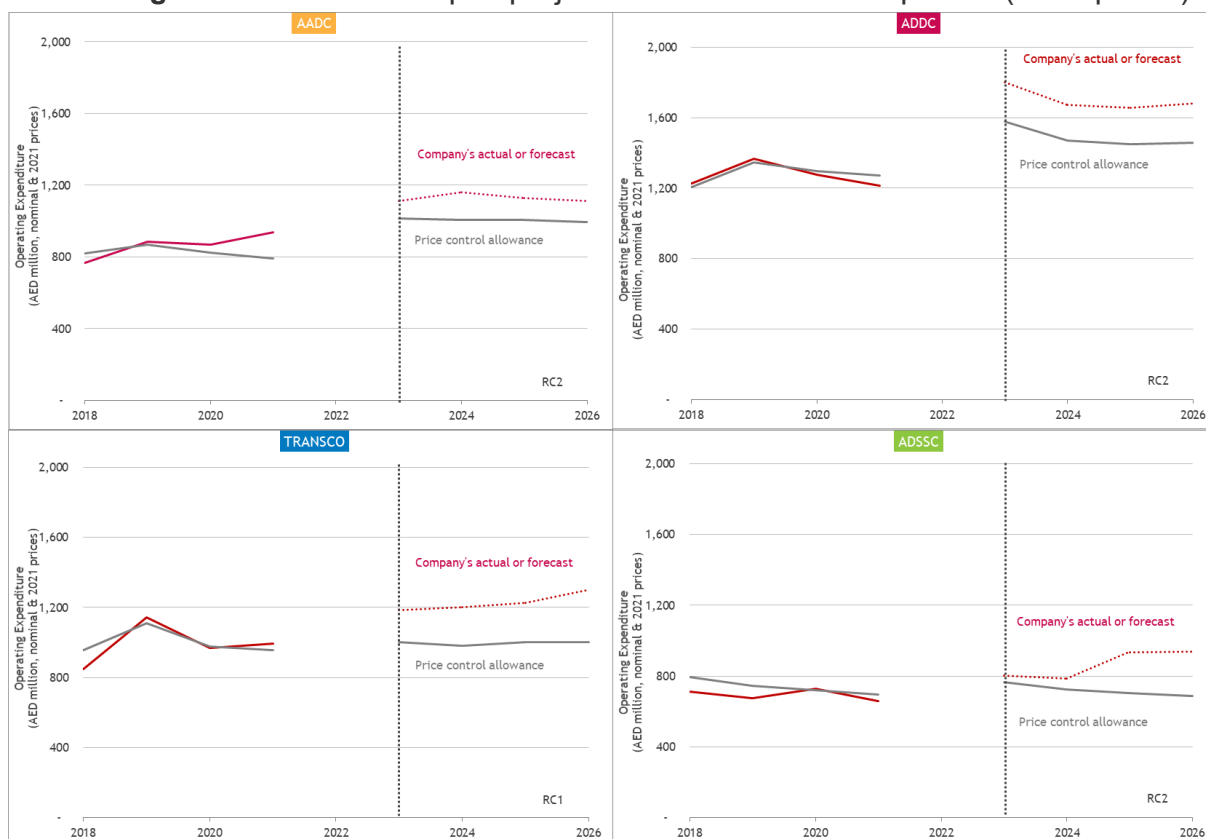 AADC
2,000
1,600
1,200
800
400
-
Operating Expenditure
(AED million, nominal & 2021 prices)
Company's actual or forecast
Price control allowance
RC2
2018
2020
2022
2024
2026
ADDC
2,000
1,600
1,200
800
400
-
Operating Expenditure
(AED million, nominal & 2021 prices)
Company's actual or forecast
Price control allowance
RC2
2018
2020
2022
2024
2026
TRANSCO
2,000
1,600
1,200
800
400
-
Operating Expenditure
(AED million, nominal & 2021 prices)
Company's actual or forecast
Price control allowance
RC1
2018
2020
2022
2024
2026
ADSSC
2,000
1,600
1,200
800
400
-
Operating Expenditure
(AED million, nominal & 2021 prices)
Company's actual or forecast
Price control allowance
RC2
2018
2020
2022
2024
2026